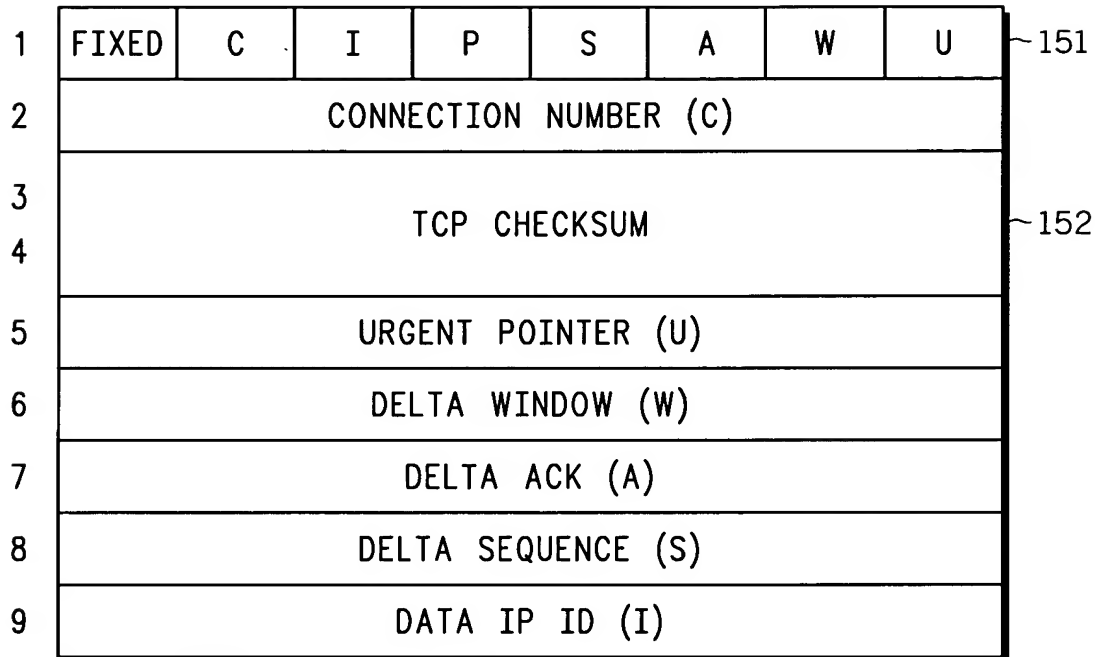 1 FIXED C I P S A W U 151
2 CONNECTION NUMBER (C)
3
TCP CHECKSUM 152
4
5 URGENT POINTER (U)
6 DELTA WINDOW (W)
7 DELTA ACK (A)
8 DELTA SEQUENCE (S)
9 DATA IP ID (I)